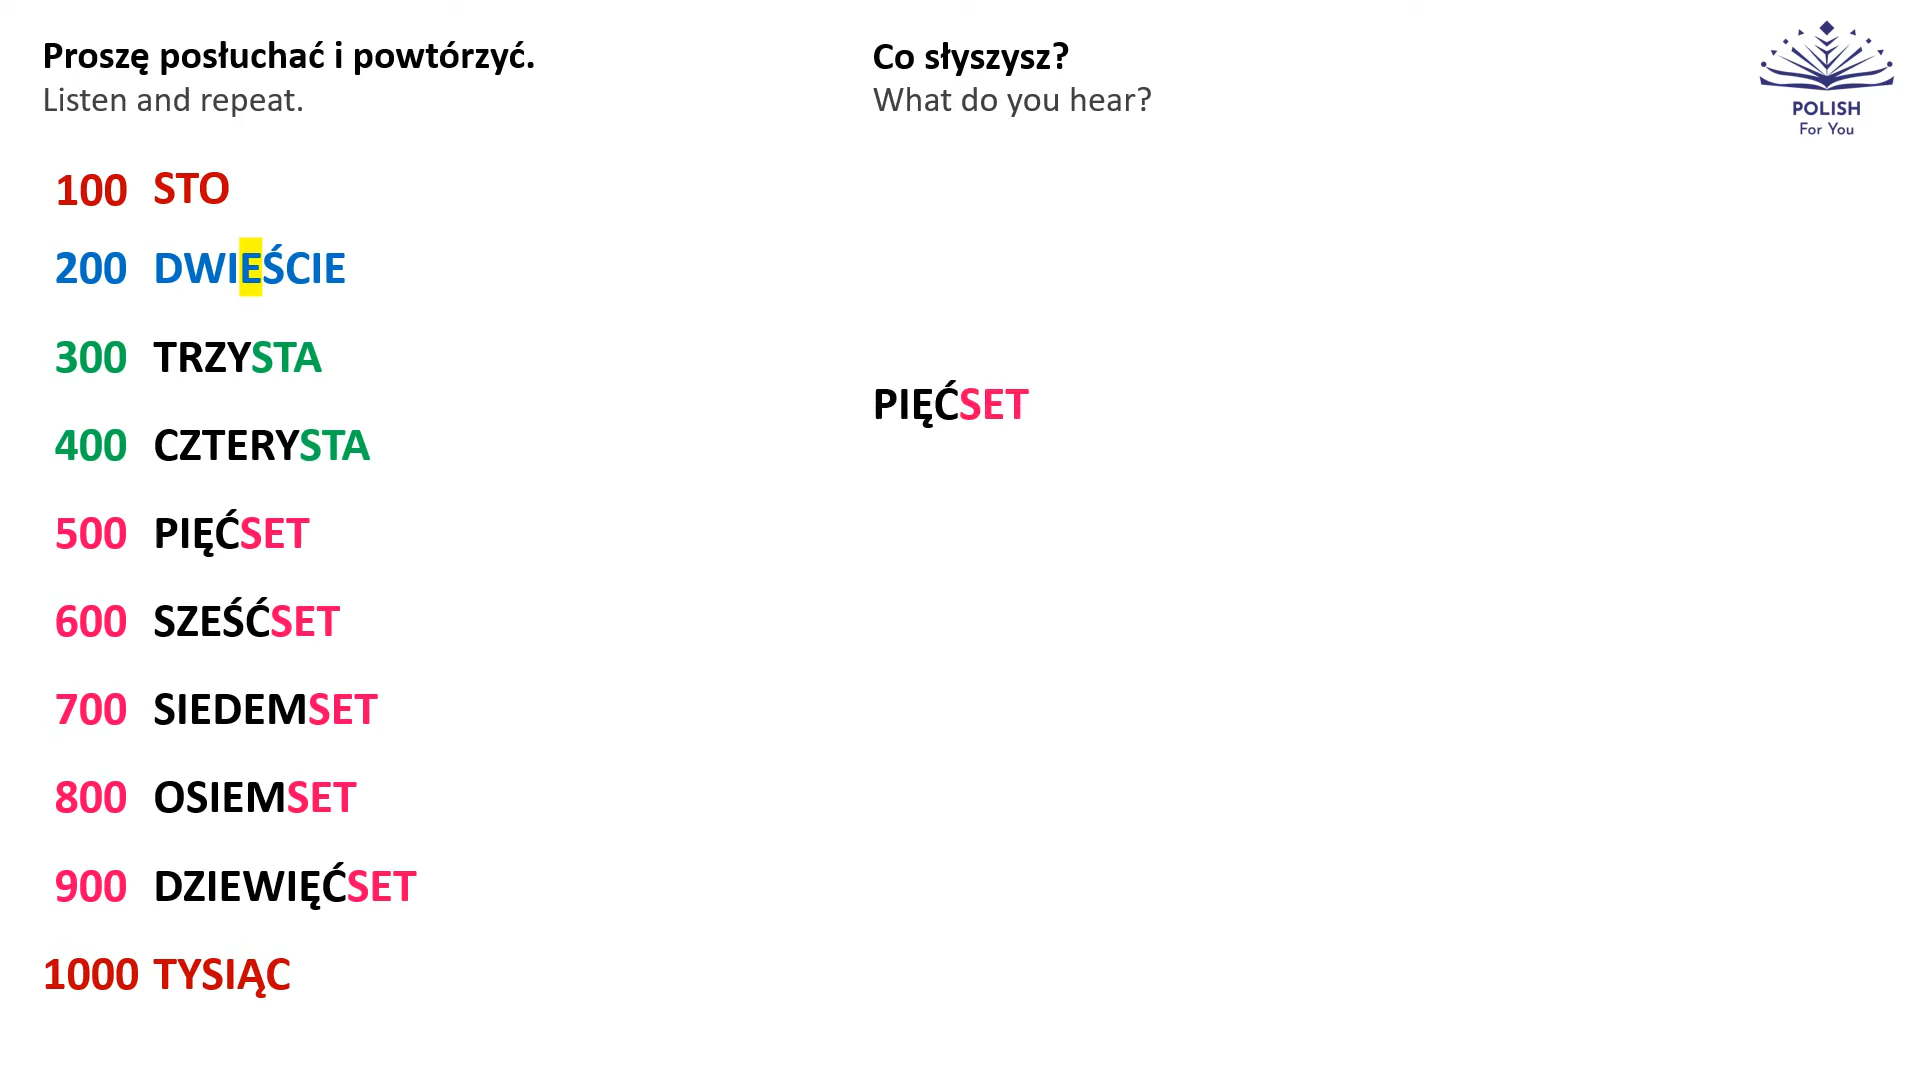 Proszę posłuchać i powtórzyć.
Listen and repeat.
100 STO
200 DWIEŚCIE
300 TRZYSTA
400 CZTERYSTA
500 PIĘĆSET
600 SZEŚĆSET
700 SIEDEMSET
800 OSIEMSET
900 DZIEWIĘĆSET
1000 TYSIĄC
Co słyszysz?
What do you hear?
PIĘĆSET
POLISH
For You